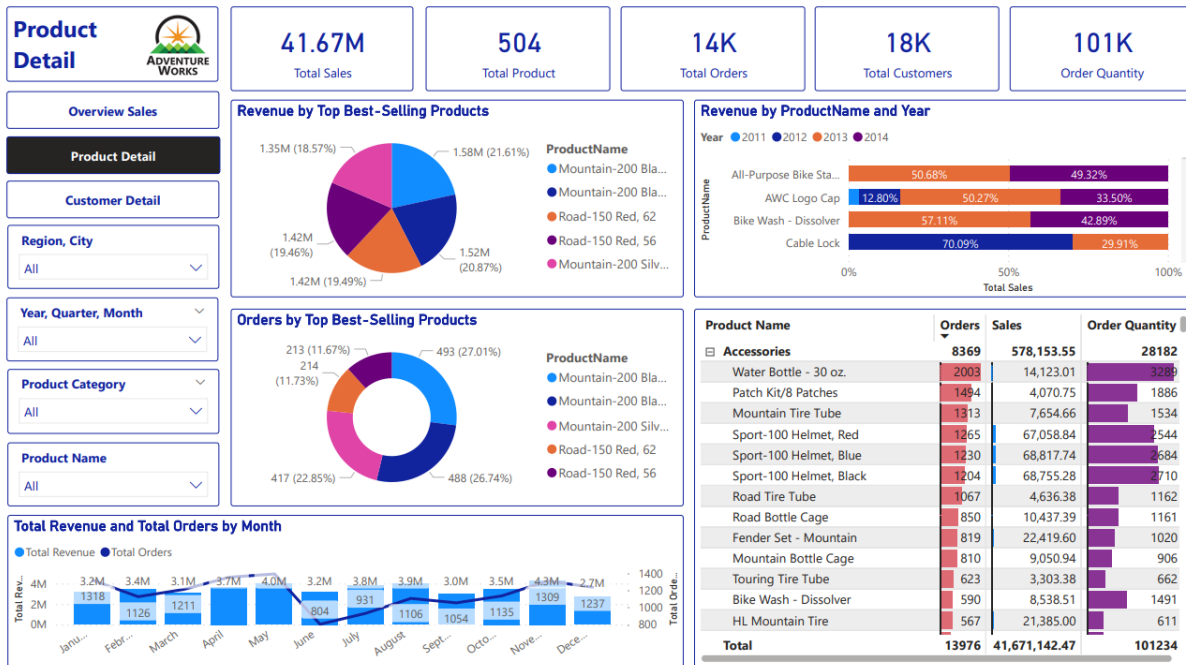 Product
Detail
ADVENTURE
WORKS
41.67M
Total Sales
504
Total Product
14K
Total Orders
18K
Total Customers
101K
Order Quantity
Overview Sales
Product Detail
Customer Detail
Region, City
All
Year, Quarter, Month
All
Product Category
All
Product Name
All
Revenue by Top Best-Selling Products
1.35M (18.57%)
1.58M (21.61%)
1.42M
(19.46%)
1.52M
(20.87%)
1.42M (19.49%)
ProductName
Mountain-200 Bla...
Mountain-200 Bla...
Road-150 Red, 62
Road-150 Red, 56
Mountain-200 Silv...
Revenue by ProductName and Year
Year 2011 2012 2013 2014
ProductName
All-Purpose Bike Sta... 50.68% 49.32%
AWC Logo Cap 12.80% 50.27% 33.50%
Bike Wash - Dissolver 57.11% 42.89%
Cable Lock 70.09% 29.91%
0% 50% 100%
Total Sales
Orders by Top Best-Selling Products
213 (11.67%)
214
(11.73%)
493 (27.01%)
417 (22.85%)
488 (26.74%)
ProductName
Mountain-200 Bla...
Mountain-200 Bla...
Mountain-200 Silv...
Road-150 Red, 62
Road-150 Red, 56
Product Name Orders Sales Order Quantity
Accessories 8369 578,153.55 28182
Water Bottle - 30 oz. 2003 14,123.01 3289
Patch Kit/8 Patches 1494 4,070.75 1886
Mountain Tire Tube 1313 7,654.66 1534
Sport-100 Helmet, Red 1265 67,058.84 2544
Sport-100 Helmet, Blue 1230 68,817.74 2684
Sport-100 Helmet, Black 1204 68,755.28 2710
Road Tire Tube 1067 4,636.38 1162
Road Bottle Cage 850 10,437.39 1161
Fender Set - Mountain 819 22,419.60 1020
Mountain Bottle Cage 810 9,050.94 906
Touring Tire Tube 623 3,303.38 662
Bike Wash - Dissolver 590 8,538.51 1491
HL Mountain Tire 567 21,385.00 611
Total 13976 41,671,142.47 101234
Total Revenue and Total Orders by Month
Total Revenue Total Orders
Total Rev...
4M
2M
0M
3.2M 3.4M 3.1M 3.7M 4.0M 3.2M 3.8M 3.9M 3.0M 3.5M 4.3M 2.7M
1318 1126 1211 804 931 1106 1054 1135 1309 1237
1400
1200
1000
800
Total Orde...
Janu... Febr... March April May June July August Sept... Octo... Nove... Dece...